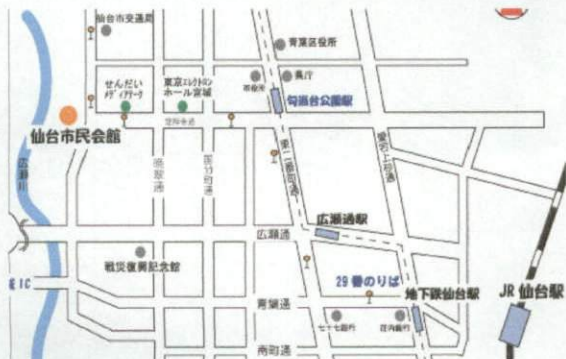 仙台市交通局
青葉区役所
せんだい
メディアテーク
東京エレクトロン
ホール宮城
市役所
県庁
勾当台公園駅
仙台市民会館
定禅寺通
広瀬川
晩翠通
国分町通
東二番丁通
愛宕上杉通
広瀬通駅
広瀬通
戦災復興記念館
29番のりば
青葉通
地下鉄仙台駅
JR 仙台駅
七十七銀行
荘内銀行
南町通